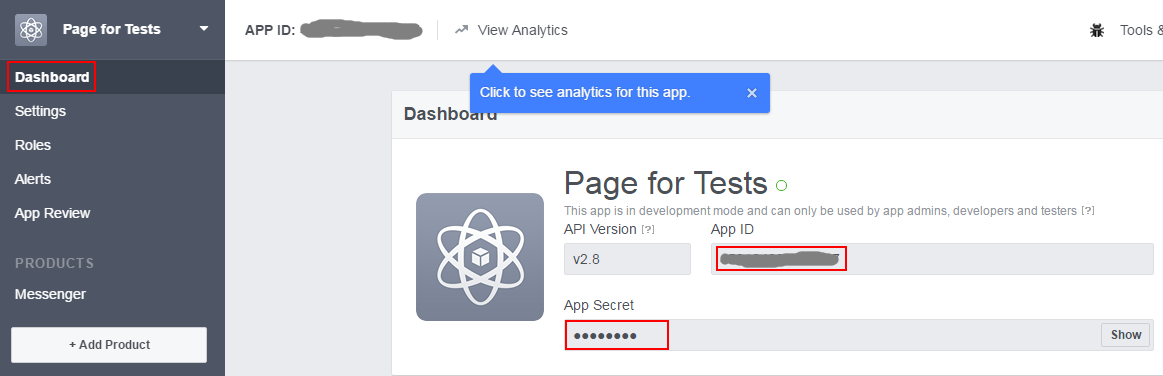 Page for Tests
APP ID:
View Analytics
Tools &
Dashboard
Settings
Roles
Alerts
App Review
PRODUCTS
Messenger
+ Add Product
Click to see analytics for this app. ×
Dashboard
Page for Tests
This app is in development mode and can only be used by app admins, developers and testers [?]
API Version [?] App ID
v2.8
App Secret
●●●●●●●● Show